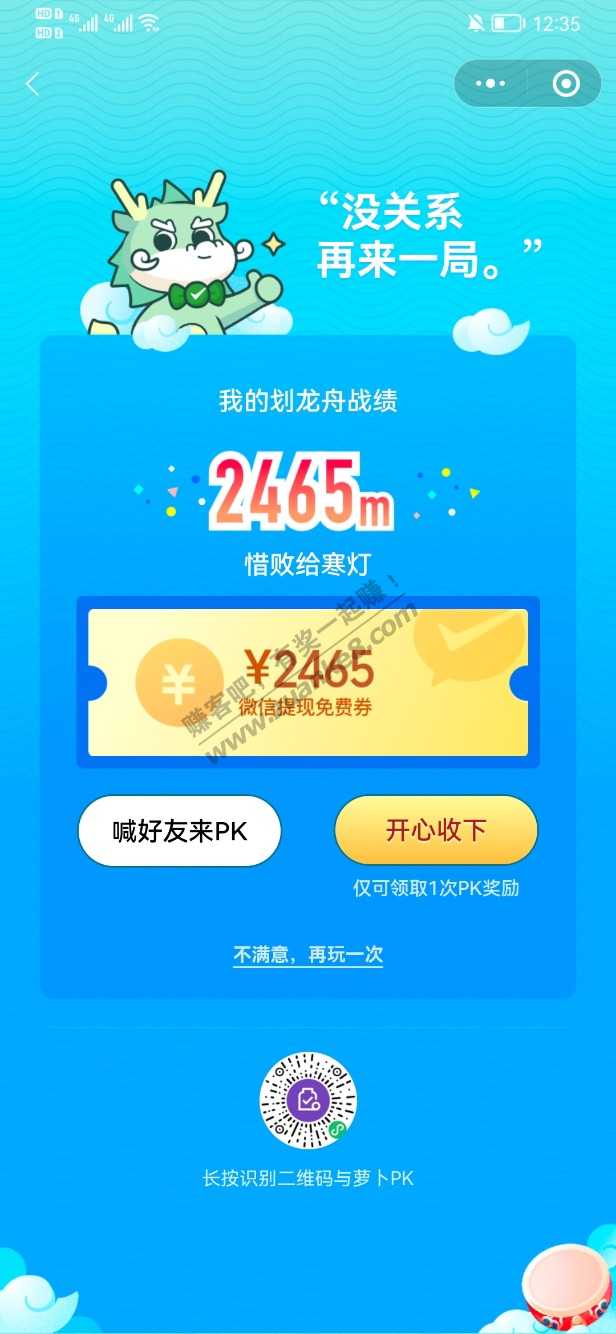 HD 1 4G 4G
HD 2
12:35
“没关系
再来一局。”
我的划龙舟战绩
2465m
惜败给寒灯
¥
¥2465
微信提现免费券
赚客吧，有奖一起赚！
www.zuanke8.com
喊好友来PK
开心收下
仅可领取1次PK奖励
不满意，再玩一次
长按识别二维码与萝卜PK